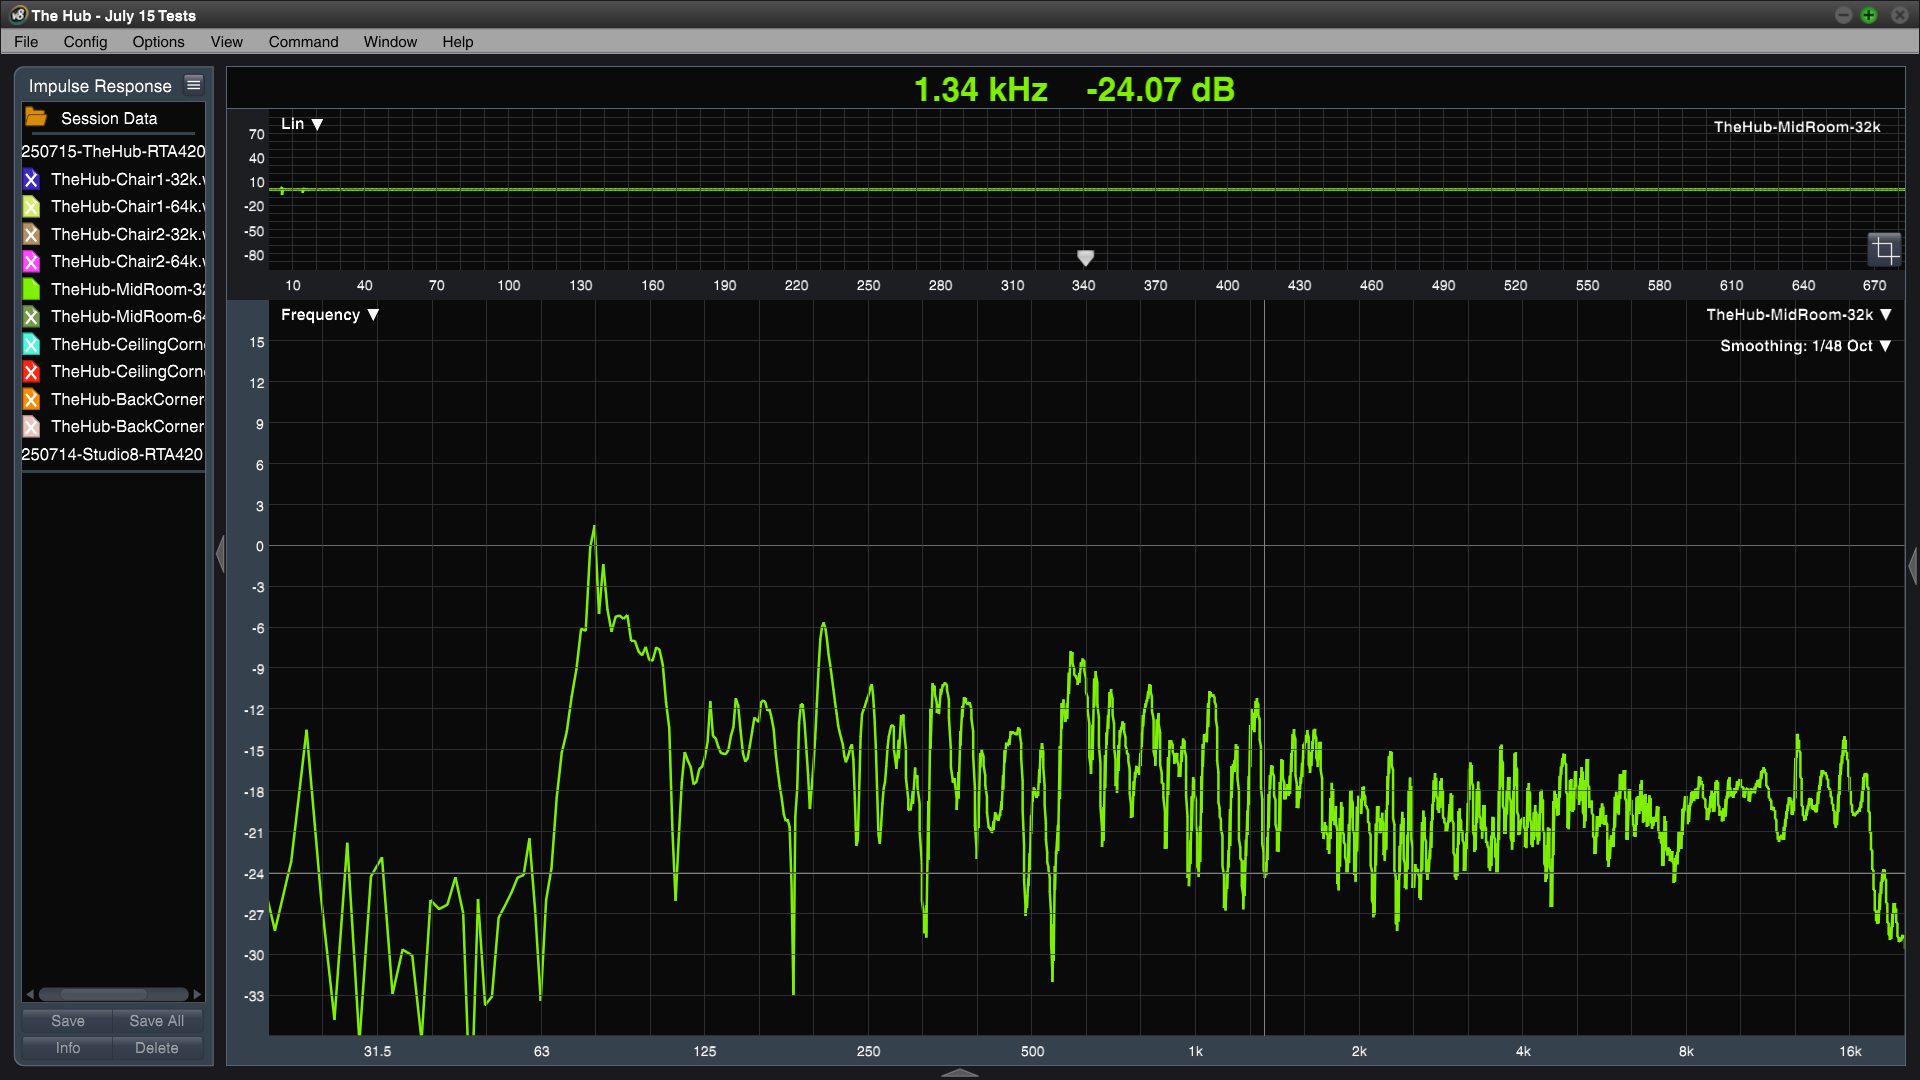 The Hub - July 15 Tests
File Config Options View Command Window Help
Impulse Response
Session Data
250715-TheHub-RTA420
TheHub-Chair1-32k.
TheHub-Chair1-64k.
TheHub-Chair2-32k.
TheHub-Chair2-64k.
TheHub-MidRoom-32
TheHub-MidRoom-64
TheHub-CeilingCorn
TheHub-CeilingCorn
TheHub-BackCorner
TheHub-BackCorner
250714-Studio8-RTA420
Save Save All
Info Delete
1.34 kHz -24.07 dB
Lin ▼
TheHub-MidRoom-32k
70
40
10
-20
-50
-80
10 40 70 100 130 160 190 220 250 280 310 340 370 400 430 460 490 520 550 580 610 640 670
Frequency ▼
TheHub-MidRoom-32k ▼
Smoothing: 1/48 Oct ▼
15
12
9
6
3
0
-3
-6
-9
-12
-15
-18
-21
-24
-27
-30
-33
31.5 63 125 250 500 1k 2k 4k 8k 16k